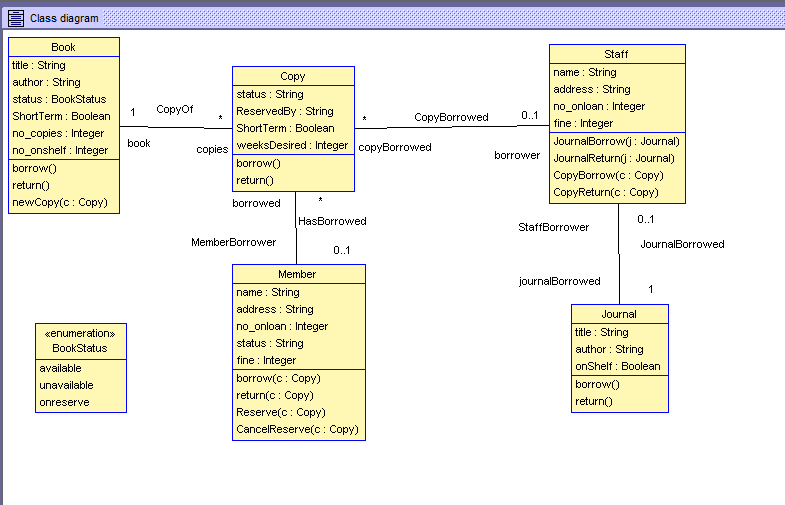 Class diagram
Book
title : String
author : String
status : BookStatus
ShortTerm : Boolean
no_copies : Integer
no_onshelf : Integer
borrow()
return()
newCopy(c : Copy)
1
CopyOf
*
book
copies
Copy
status : String
ReservedBy : String
ShortTerm : Boolean
weeksDesired : Integer
borrow()
return()
*
CopyBorrowed
0..1
copyBorrowed
borrower
Staff
name : String
address : String
no_onloan : Integer
fine : Integer
JournalBorrow(j : Journal)
JournalReturn(j : Journal)
CopyBorrow(c : Copy)
CopyReturn(c : Copy)
borrowed
*
HasBorrowed
MemberBorrower
0..1
StaffBorrower
0..1
JournalBorrowed
journalBorrowed
1
Member
name : String
address : String
no_onloan : Integer
status : String
fine : Integer
borrow(c : Copy)
return(c : Copy)
Reserve(c : Copy)
CancelReserve(c : Copy)
Journal
title : String
author : String
onShelf : Boolean
borrow()
return()
«enumeration»
BookStatus
available
unavailable
onreserve